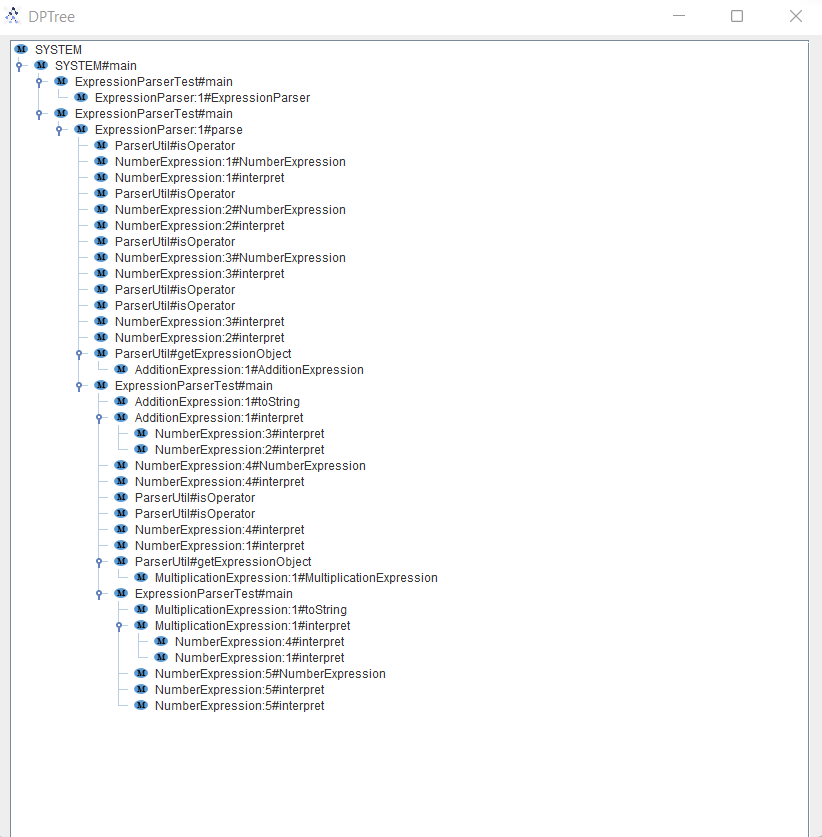 DPTree
SYSTEM
SYSTEM#main
ExpressionParserTest#main
ExpressionParser:1#ExpressionParser
ExpressionParserTest#main
ExpressionParser:1#parse
ParserUtil#isOperator
NumberExpression:1#NumberExpression
NumberExpression:1#interpret
ParserUtil#isOperator
NumberExpression:2#NumberExpression
NumberExpression:2#interpret
ParserUtil#isOperator
NumberExpression:3#NumberExpression
NumberExpression:3#interpret
ParserUtil#isOperator
ParserUtil#isOperator
NumberExpression:3#interpret
NumberExpression:2#interpret
ParserUtil#getExpressionObject
AdditionExpression:1#AdditionExpression
ExpressionParserTest#main
AdditionExpression:1#toString
AdditionExpression:1#interpret
NumberExpression:3#interpret
NumberExpression:2#interpret
NumberExpression:4#NumberExpression
NumberExpression:4#interpret
ParserUtil#isOperator
ParserUtil#isOperator
NumberExpression:4#interpret
NumberExpression:1#interpret
ParserUtil#getExpressionObject
MultiplicationExpression:1#MultiplicationExpression
ExpressionParserTest#main
MultiplicationExpression:1#toString
MultiplicationExpression:1#interpret
NumberExpression:4#interpret
NumberExpression:1#interpret
NumberExpression:5#NumberExpression
NumberExpression:5#interpret
NumberExpression:5#interpret